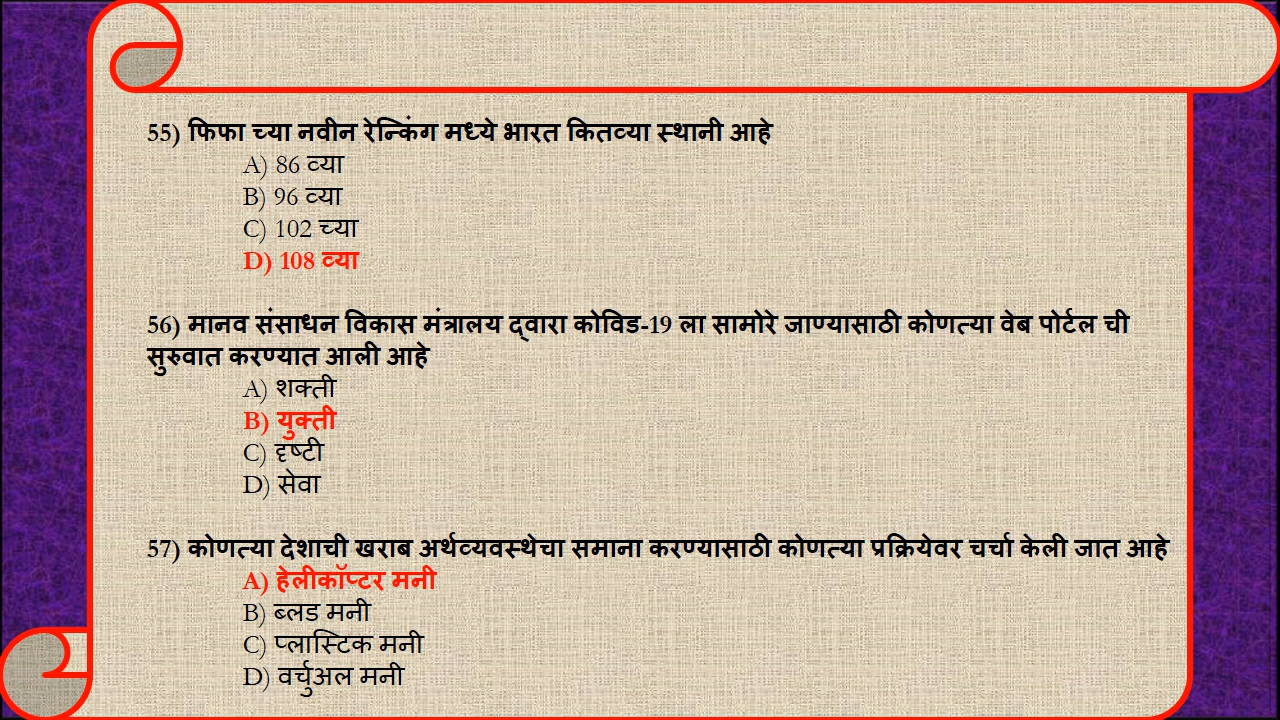 55) फिफा च्या नवीन रेन्किंग मध्ये भारत कितव्या स्थानी आहे
A) 86 व्या
B) 96 व्या
C) 102 च्या
D) 108 व्या
56) मानव संसाधन विकास मंत्रालय द्वारा कोविड-19 ला सामोरे जाण्यासाठी कोणत्या वेब पोर्टल ची
सुरुवात करण्यात आली आहे
A) शक्ती
B) युक्ती
C) दृष्टी
D) सेवा
57) कोणत्या देशाची खराब अर्थव्यवस्थेचा समाना करण्यासाठी कोणत्या प्रक्रियेवर चर्चा केली जात आहे
A) हेलीकॉप्टर मनी
B) ब्लड मनी
C) प्लास्टिक मनी
D) वर्चुअल मनी